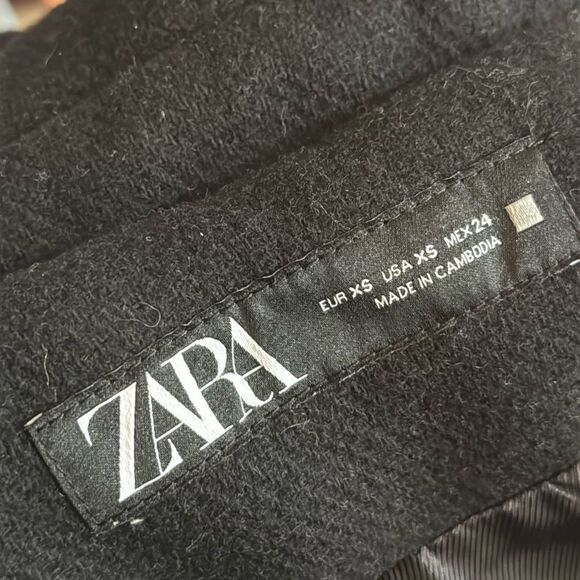 ZARA
EUR XS USA XS MEX 24
MADE IN CAMBODIA